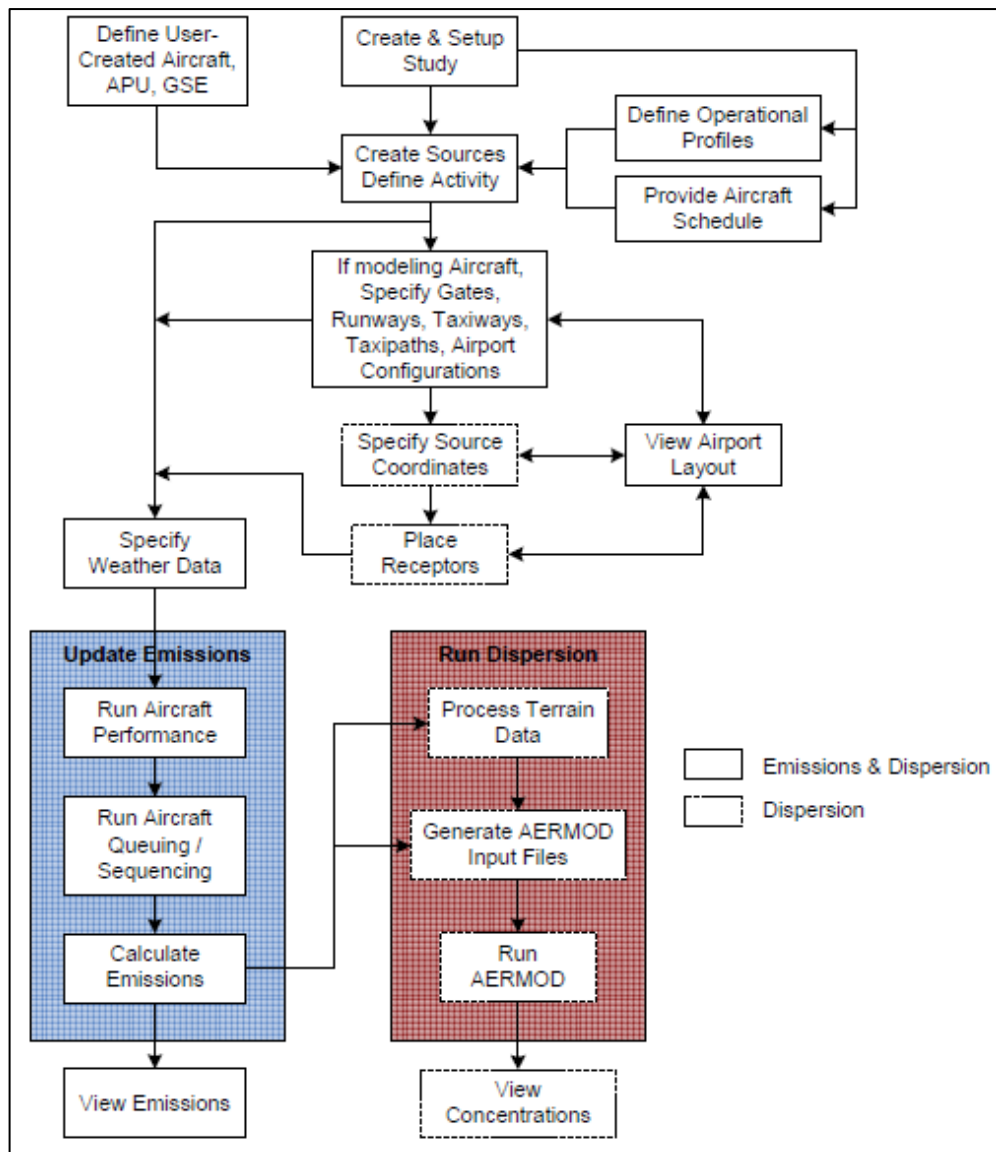 Define User-
Created Aircraft,
APU, GSE
Create & Setup
Study
Define Operational
Profiles
Create Sources
Define Activity
Provide Aircraft
Schedule
If modeling Aircraft,
Specify Gates,
Runways, Taxiways,
Taxipaths, Airport
Configurations
Specify Source
Coordinates
View Airport
Layout
Specify
Weather Data
Place
Receptors
Update Emissions
Run Aircraft
Performance
Run Aircraft
Queuing /
Sequencing
Calculate
Emissions
View Emissions
Run Dispersion
Process Terrain
Data
Generate AERMOD
Input Files
Run
AERMOD
View
Concentrations
Emissions & Dispersion
Dispersion